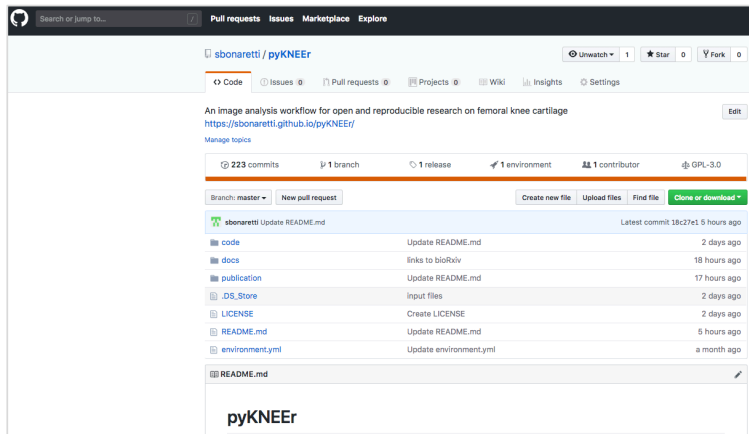 Search or jump to... / Pull requests Issues Marketplace Explore
sbonaretti / pyKNEEr Unwatch 1 Star 0 Fork 0
Code Issues 0 Pull requests 0 Projects 0 Wiki Insights Settings
An image analysis workflow for open and reproducible research on femoral knee cartilage Edit
https://sbonaretti.github.io/pyKNEEr/
Manage topics
223 commits 1 branch 1 release 1 environment 1 contributor GPL-3.0
Branch: master New pull request Create new file Upload files Find file Clone or download
sbonaretti Update README.md Latest commit 18c27e1 5 hours ago
code Update README.md 2 days ago
docs links to bioRxiv 18 hours ago
publication Update README.md 17 hours ago
.DS_Store input files 2 days ago
LICENSE Create LICENSE 2 days ago
README.md Update README.md 5 hours ago
environment.yml Update environment.yml a month ago
README.md
pyKNEEr